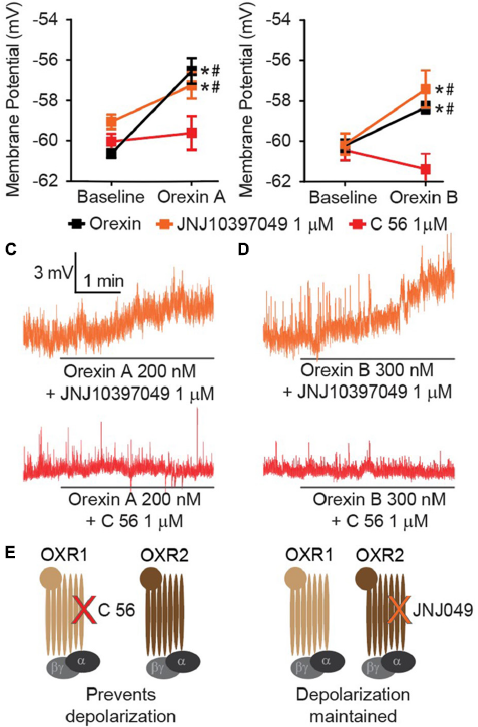 -54
-56
-58
-60
-62
Membrane Potential (mV)
*#
*#
Baseline Orexin A
-54
-56
-58
-60
-62
Membrane Potential (mV)
*#
*#
Baseline Orexin B
Orexin JNJ10397049 1 μM C 56 1μM
C
3 mV
1 min
Orexin A 200 nM
+ JNJ10397049 1 μM
Orexin A 200 nM
+ C 56 1 μM
D
Orexin B 300 nM
+ JNJ10397049 1 μM
Orexin B 300 nM
+ C 56 1 μM
E
OXR1 OXR2
C 56
βγ α βγ α
Prevents
depolarization
OXR1 OXR2
JNJ049
βγ α βγ α
Depolarization
maintained